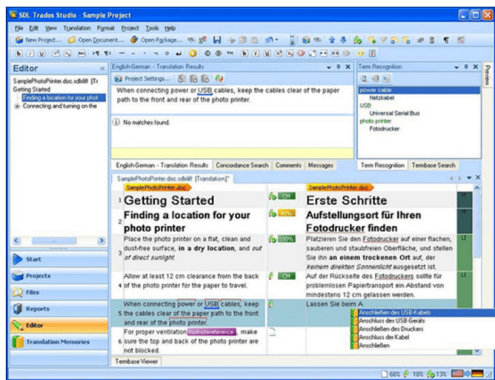 SDL Trados Studio - Sample Project
File Edit View Translation Format Project Tools Help
New Project... Open Document... Open Package...
Editor
SamplePhotoPrinter.doc.sdlxliff [Tr
Getting Started
Finding a location for your phot
Connecting and turning on the
Start
Projects
Files
Reports
Editor
Translation Memories
English-German - Translation Results
Project Settings...
When connecting power or USB cables, keep the cables clear of the paper
path to the front and rear of the photo printer.
No matches found.
English-German - Translation Results Concordance Search Comments Messages
Term Recognition
power cable
Netzkabel
USB
Universal Serial Bus
photo printer
Fotodrucker
Term Recognition Termbase Search
Preview
SamplePhotoPrinter.doc.sdlxliff [Translation]*
SamplePhotoPrinter.doc
SamplePhotoPrinter.doc
1 Getting Started CM Erste Schritte
2 Finding a location for your
photo printer
Aufstellungsort für Ihren
Fotodrucker finden
3 Place the photo printer on a flat, clean and
dust-free surface, in a dry location, and out
of direct sunlight
100%
Platzieren Sie den Fotodrucker auf einer flachen,
sauberen und staubfreien Oberfläche, und stellen
Sie ihn an einem trockenen Ort auf, der
keinem direkten Sonnenlicht ausgesetzt ist.
4 Allow at least 12 cm clearance from the back
of the photo printer for the paper to travel.
CM
Auf der Rückseite des Fotodruckers sollte für
problemlosen Papiertransport ein Abstand von
mindestens 12 cm gelassen werden.
5 When connecting power or USB cables, keep
the cables clear of the paper path to the front
and rear of the photo printer.
Lassen Sie beim A
Anschließen des USB-Kabels
Anschluss des USB-Geräts
Anschließen des Druckers
Anschluss der Kabel
Anschließen
6 For proper ventilation , make
sure the top and back of the photo printer are
not blocked.
Termbase Viewer
68% 18% 13%